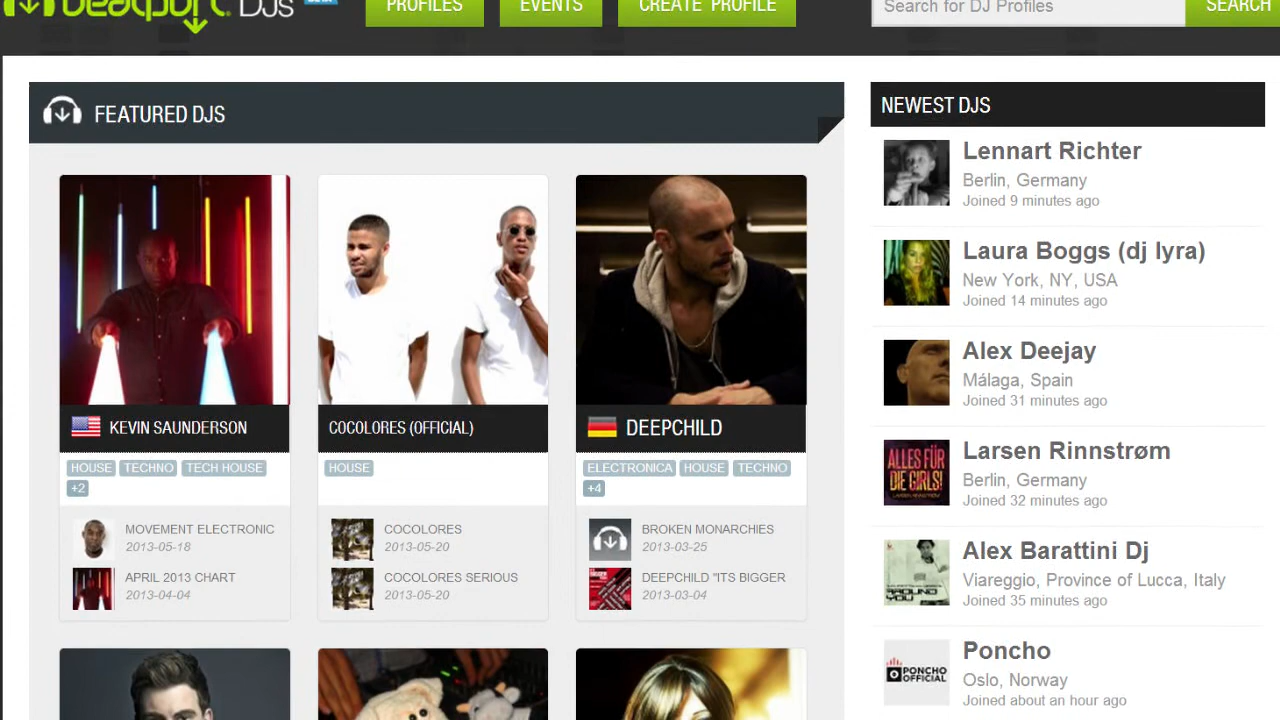 beatport DJs
PROFILES
EVENTS
CREATE PROFILE
Search for DJ Profiles
SEARCH
FEATURED DJS
KEVIN SAUNDERSON
HOUSE TECHNO TECH HOUSE
+2
MOVEMENT ELECTRONIC
2013-05-18
APRIL 2013 CHART
2013-04-04
COCOLORES (OFFICIAL)
HOUSE
COCOLORES
2013-05-20
COCOLORES SERIOUS
2013-05-20
DEEPCHILD
ELECTRONICA HOUSE TECHNO
+4
BROKEN MONARCHIES
2013-03-25
DEEPCHILD "ITS BIGGER
2013-03-04
NEWEST DJS
Lennart Richter
Berlin, Germany
Joined 9 minutes ago
Laura Boggs (dj lyra)
New York, NY, USA
Joined 14 minutes ago
Alex Deejay
Málaga, Spain
Joined 31 minutes ago
ALLES FÜR
DIE GIRLS!
Larsen Rinnstrøm
Berlin, Germany
Joined 32 minutes ago
Alex Barattini Dj
Viareggio, Province of Lucca, Italy
Joined 35 minutes ago
PONCHO
OFFICIAL
Poncho
Oslo, Norway
Joined about an hour ago